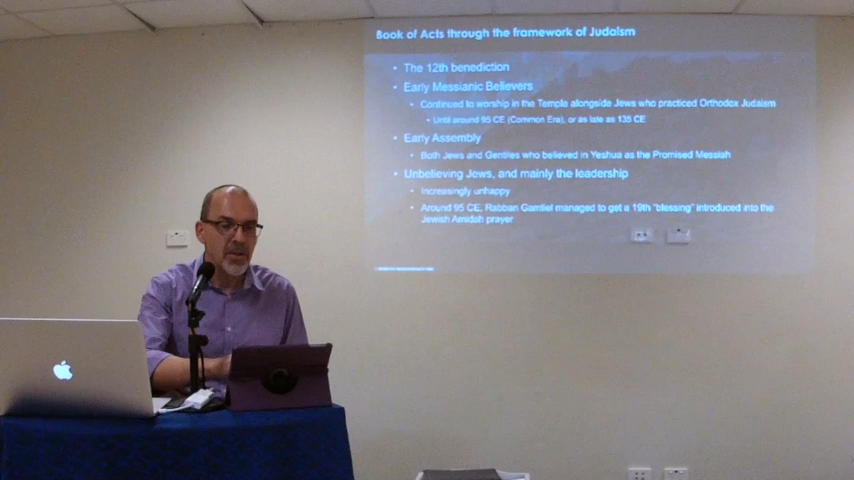 Book of Acts through the framework of Judaism
• The 12th benediction
• Early Messianic Believers
• Continued to worship in the Temple alongside Jews who practiced Orthodox Judaism
• Until around 95 CE (Common Era), or as late as 135 CE
• Early Assembly
• Both Jews and Gentiles who believed in Yeshua as the Promised Messiah
• Unbelieving Jews, and mainly the leadership
• Increasingly unhappy
• Around 95 CE, Rabban Gamliel managed to get a 19th "blessing" introduced into the
Jewish Amidah prayer